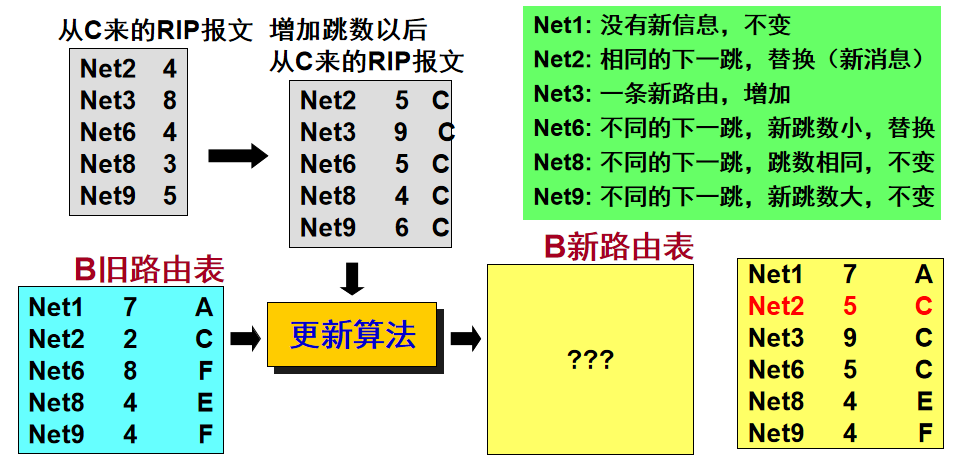 从C来的RIP报文
Net2 4
Net3 8
Net6 4
Net8 3
Net9 5
增加跳数以后
从C来的RIP报文
Net2 5 C
Net3 9 C
Net6 5 C
Net8 4 C
Net9 6 C
Net1: 没有新信息，不变
Net2: 相同的下一跳，替换（新消息）
Net3: 一条新路由，增加
Net6: 不同的下一跳，新跳数小，替换
Net8: 不同的下一跳，跳数相同，不变
Net9: 不同的下一跳，新跳数大，不变
B旧路由表
Net1 7 A
Net2 2 C
Net6 8 F
Net8 4 E
Net9 4 F
更新算法
B新路由表
???
Net1 7 A
Net2 5 C
Net3 9 C
Net6 5 C
Net8 4 E
Net9 4 F